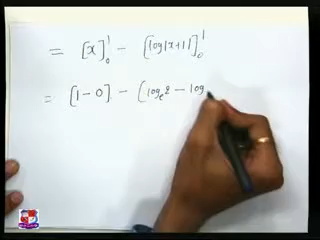 = [x]₀¹ - [log|x+1|]₀¹
= [1-0] - [logₑ2 - log